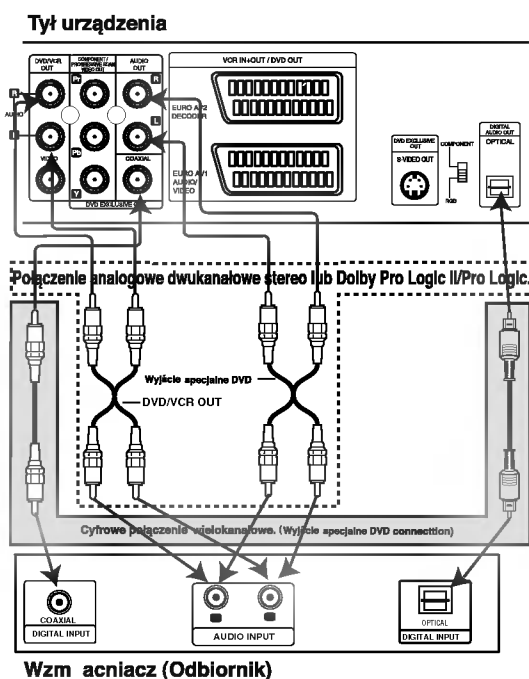 Tył urządzenia
DVD/VCR OUT
COMPONENT / PROGRESSIVE SCAN VIDEO OUT
AUDIO OUT
VCR IN+OUT / DVD OUT
R
Pr
R
AUDIO
L
L
EURO AV2 DECODER
VIDEO
Pb
COAXIAL
EURO AV1 AUDIO/ VIDEO
Y
DVD EXCLUSIVE OUT
DVD EXCLUSIVE OUT
S-VIDEO OUT
COMPONENT
RGB
DIGITAL AUDIO OUT
OPTICAL
Połączenie analogowe dwukanałowe stereo lub Dolby Pro Logic II/Pro Logic.
Wyjście specjalne DVD
DVD/VCR OUT
Cyfrowe połączenie wielokanałowe. (Wyjście specjalne DVD connecttion)
COAXIAL
DIGITAL INPUT
AUDIO INPUT
OPTICAL
DIGITAL INPUT
Wzm acniacz (Odbiornik)